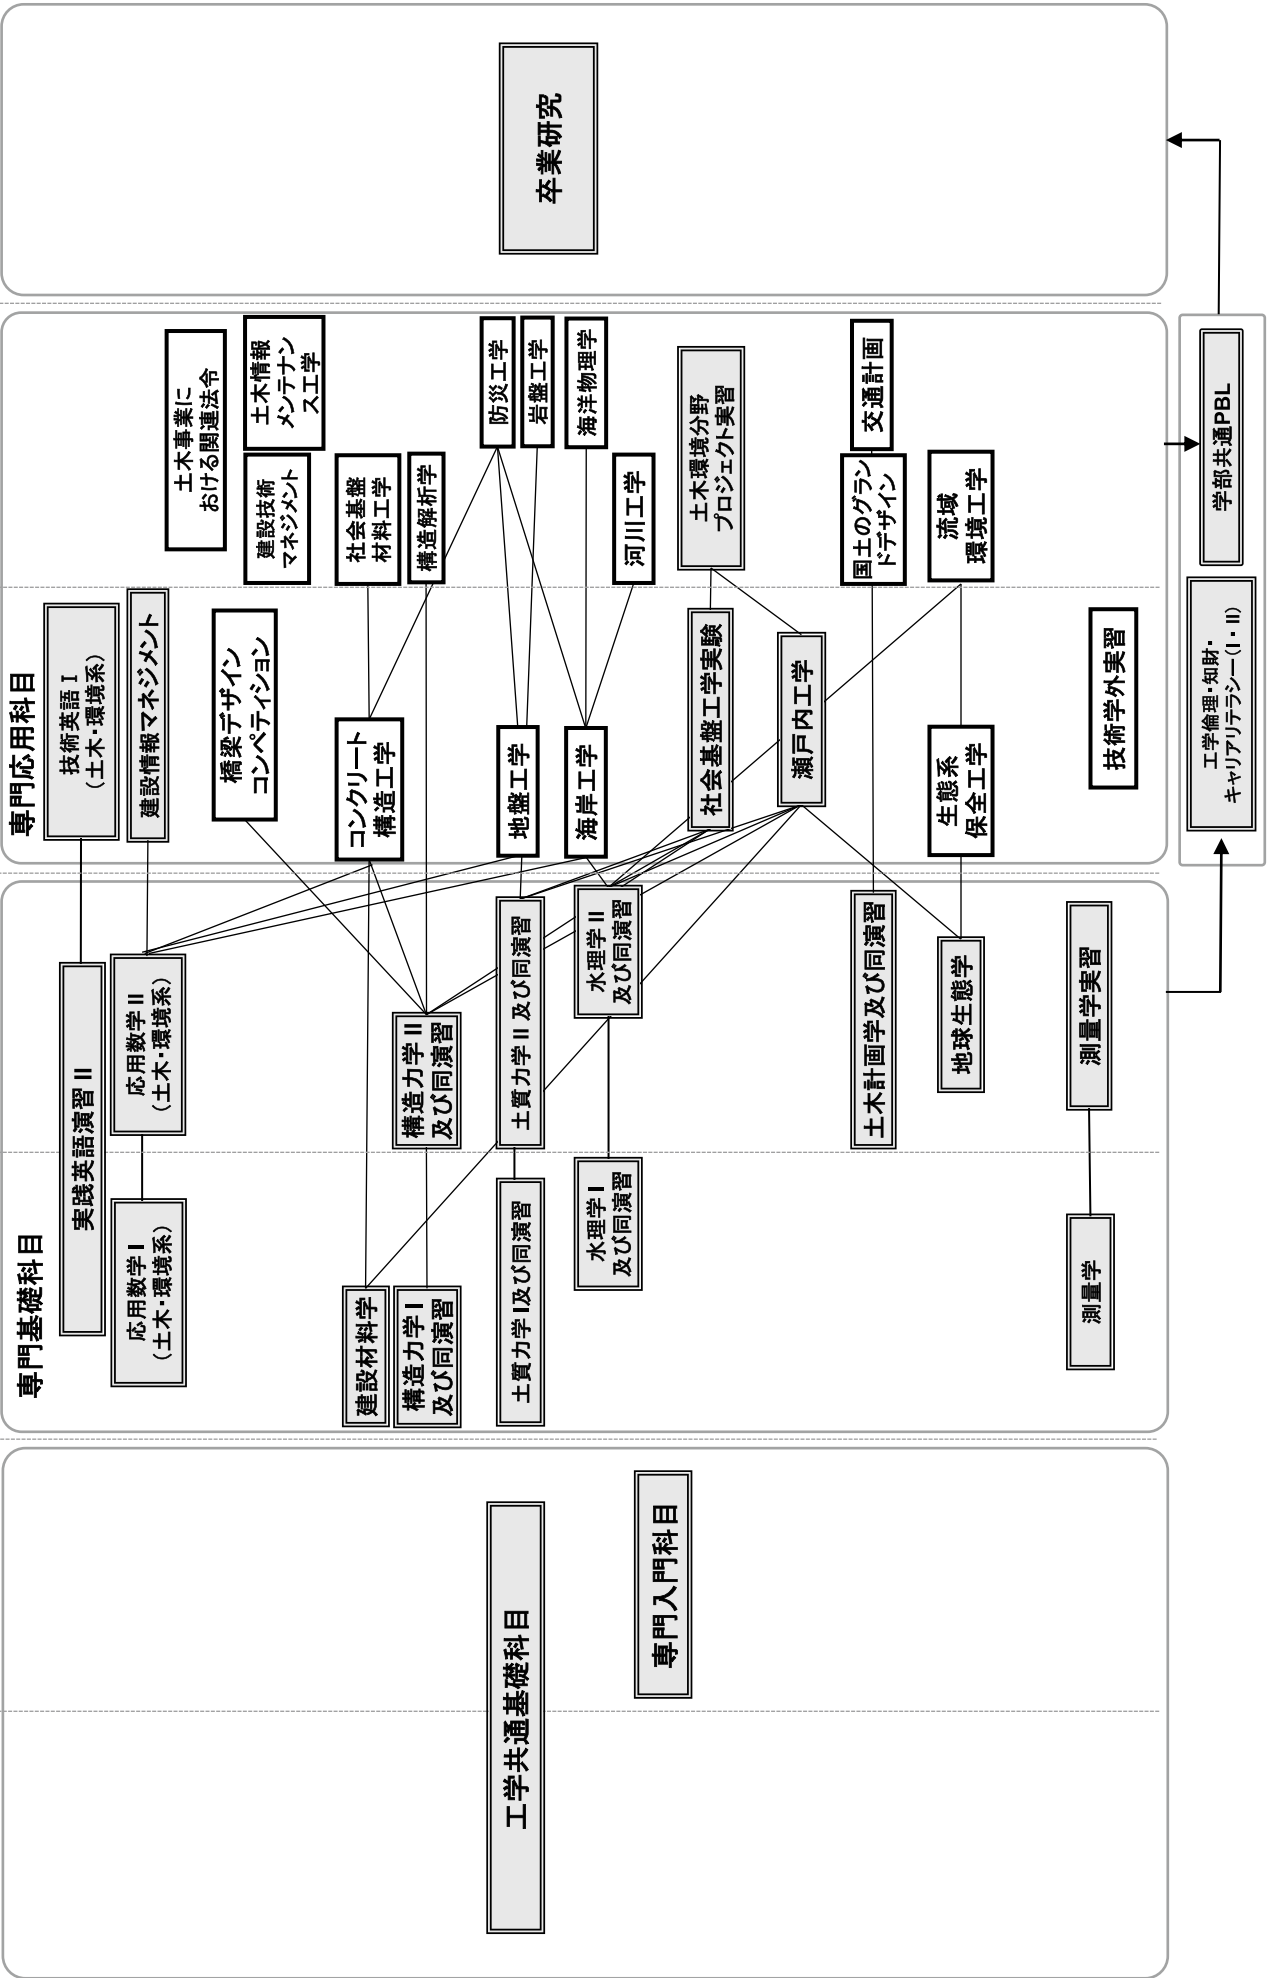 工学共通基礎科目
専門入門科目
専門基礎科目
実践英語演習 II
応用数学 I
（土木・環境系）
応用数学 II
（土木・環境系）
建設材料学
構造力学 I
及び同演習
構造力学 II
及び同演習
土質力学 I 及び同演習
土質力学 II 及び同演習
水理学 I
及び同演習
水理学 II
及び同演習
土木計画学及び同演習
地球生態学
測量学
測量学実習
専門応用科目
技術英語 I
（土木・環境系）
建設情報マネジメント
橋梁デザイン
コンペティション
コンクリート
構造工学
地盤工学
海岸工学
社会基盤工学実験
瀬戸内工学
生態系
保全工学
技術学外実習
土木事業に
おける関連法令
建設技術
マネジメント
土木情報
メンテナン
ス工学
社会基盤
材料工学
構造解析学
防災工学
岩盤工学
海洋物理学
河川工学
土木環境分野
プロジェクト実習
国土のグラン
ドデザイン
交通計画
流域
環境工学
工学倫理・知財・
キャリアリテラシー（I・II）
学部共通PBL
卒業研究